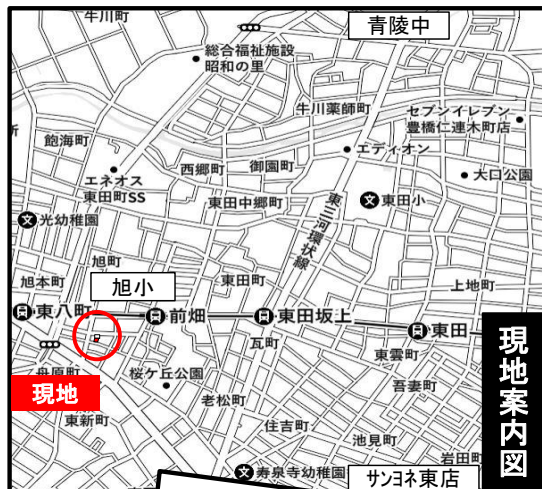 牛川町
青陵中
総合福祉施設
昭和の里
牛川薬師町
セブンイレブン
豊橋仁連木町店
飽海町
エディオン
エネオス
東田町SS
西郷町
御園町
大口公園
東田中郷町
東三河環状線
文東田小
文光幼稚園
旭町
旭本町
旭小
東田町
上地町
東八町
前畑
東田坂上
東田
瓦町
東雲町
舟原町
現地
桜ケ丘公園
吾妻町
老松町
東新町
住吉町
池見町
岩田町
文寿泉寺幼稚園
サンヨネ東店
現地案内図